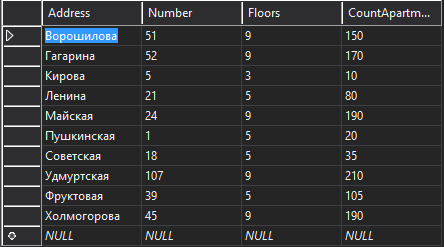 Address Number Floors CountApartm...
Ворошилова 51 9 150
Гагарина 52 9 170
Кирова 5 3 10
Ленина 21 5 80
Майская 24 9 190
Пушкинская 1 5 20
Советская 18 5 35
Удмуртская 107 9 210
Фруктовая 39 5 105
Холмогорова 45 9 190
NULL NULL NULL NULL